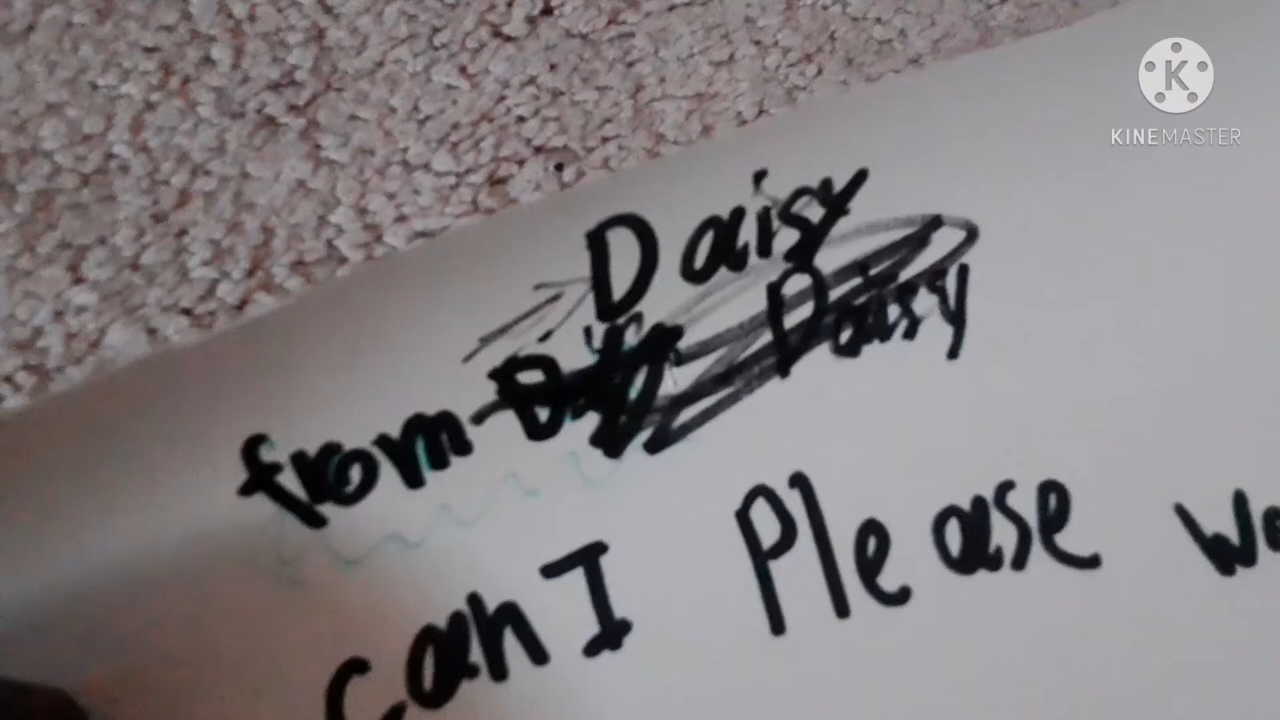 K
KINEMASTER
Daisy
Daisy
from
can I Please